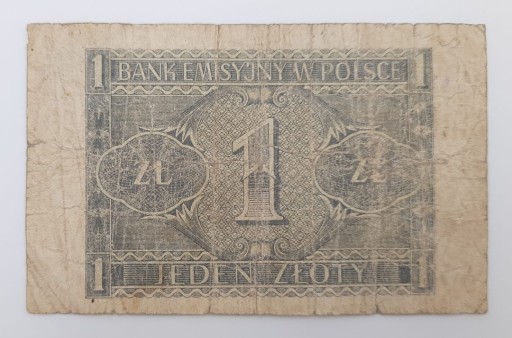 1 BANK EMISYJNY W POLSCE 1
ZŁ 1 ZŁ
1 JEDEN ZŁOTY 1